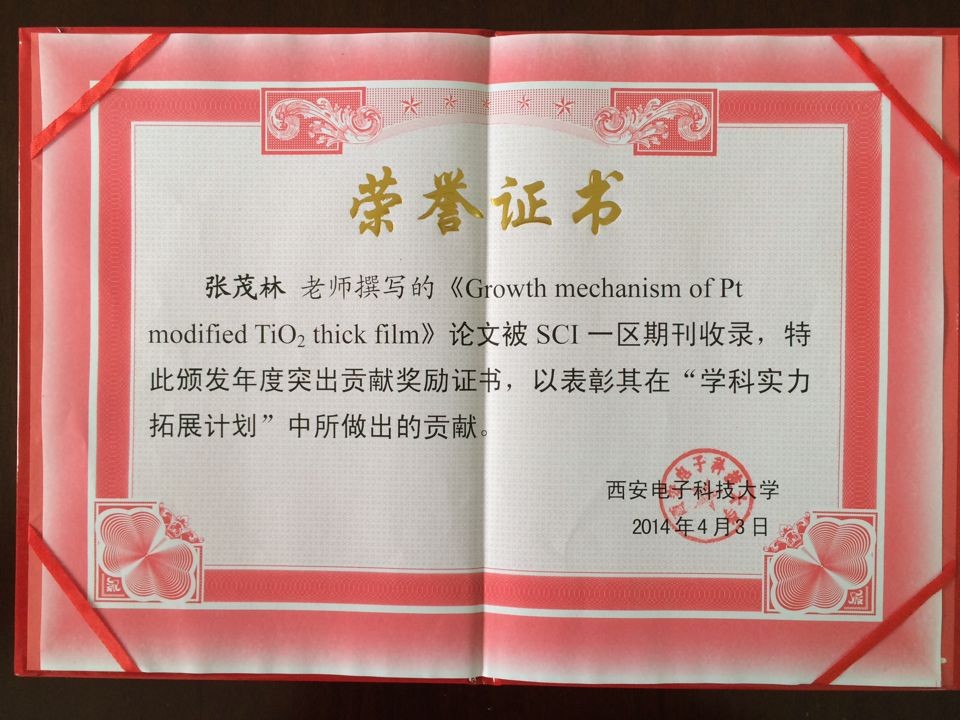 荣誉证书
张茂林 老师撰写的《Growth mechanism of Pt
modified TiO₂ thick film》论文被 SCI 一区期刊收录，特
此颁发年度突出贡献奖励证书，以表彰其在“学科实力
拓展计划”中所做出的贡献。
西安电子科技大学
2014 年 4 月 3 日